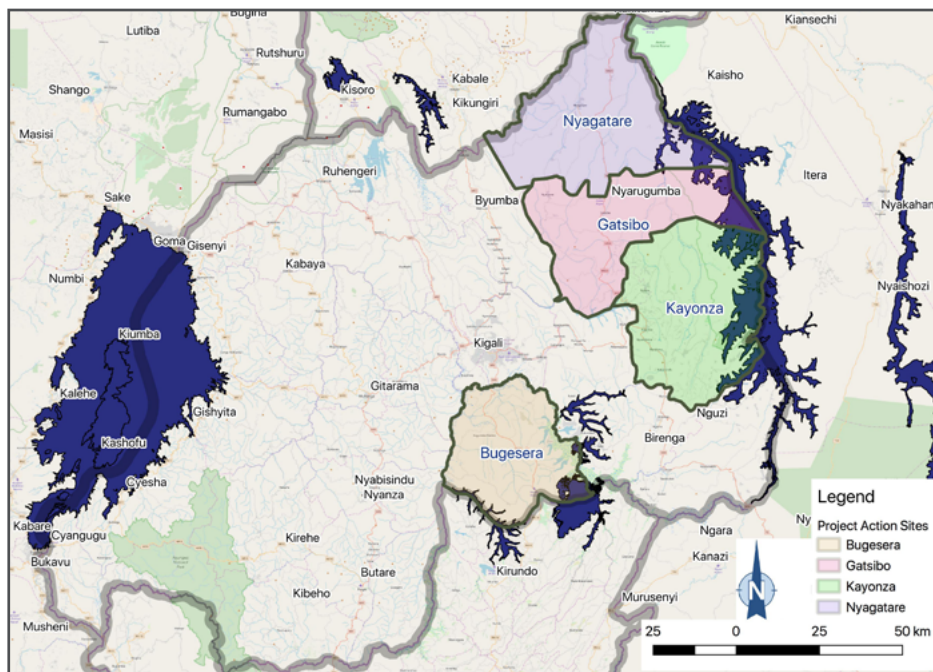 Bugina
Kiansechi
Lutiba
Rutshuru
Kaisho
Kabale
Shango
Kisoro
Kikungiri
Rumangabo
Nyagatare
Masisi
Ruhengeri
Itera
Sake
Byumba
Nyarugumba
Nyakaham
Gatsibo
Goma
Gisenyi
Kabaya
Numbi
Nyaishozi
Kayonza
Kiumba
Kigali
Kalehe
Gitarama
Gishyita
Nguzi
Birenga
Kashofu
Bugesera
Cyesha
Nyabisindu
Nyanza
Kabare
Cyangugu
Kirehe
Ngara
Bukavu
Butare
Kirundo
Kanazi
Kibeho
Murusenyi
Musheni
Legend
Project Action Sites
Bugesera
Gatsibo
Kayonza
Nyagatare
N
25 0 25 50 km